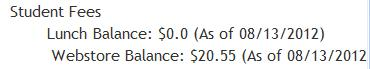 Student Fees
Lunch Balance: $0.0 (As of 08/13/2012)
Webstore Balance: $20.55 (As of 08/13/2012